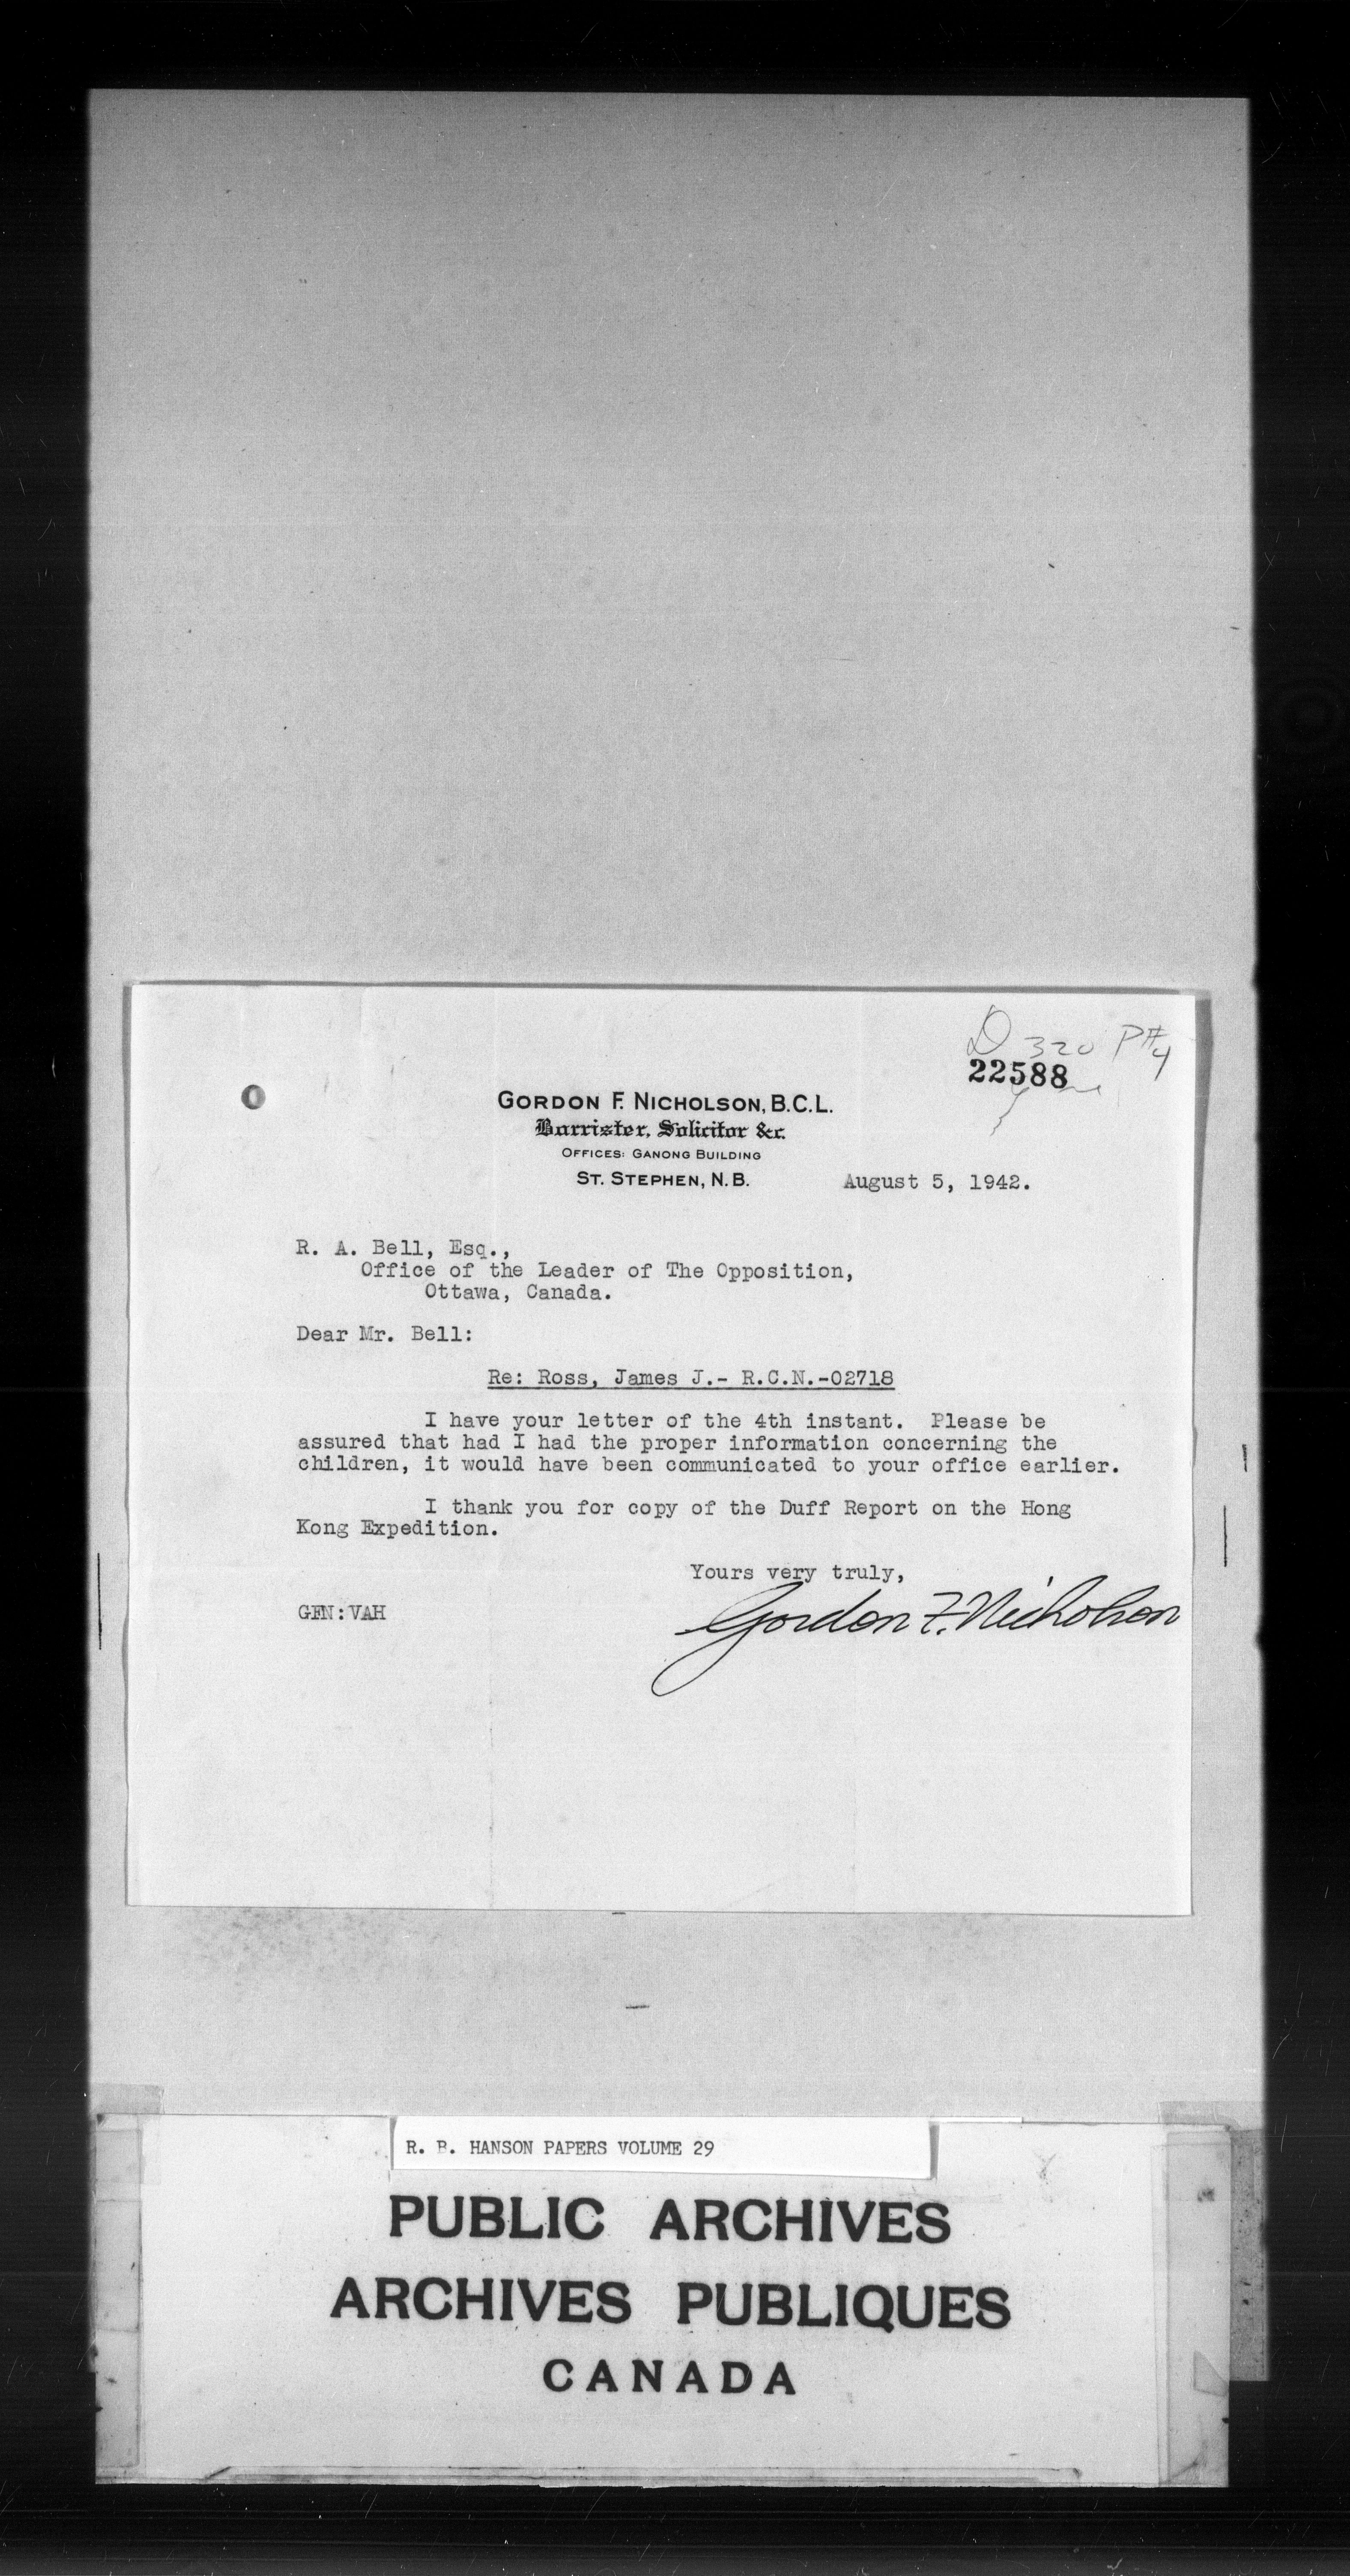 D 320 P#4
22588
GORDON F. NICHOLSON, B.C.L.
Barrister, Solicitor &c.
OFFICES: GANONG BUILDING
ST. STEPHEN, N.B.
August 5, 1942.
R. A. Bell, Esq.,
Office of the Leader of The Opposition,
Ottawa, Canada.
Dear Mr. Bell:
Re: Ross, James J.- R.C.N.-02718
I have your letter of the 4th instant. Please be
assured that had I had the proper information concerning the
children, it would have been communicated to your office earlier.
I thank you for copy of the Duff Report on the Hong
Kong Expedition.
Yours very truly,
Gordon F. Nicholson
GFN:VAH
R. B. HANSON PAPERS VOLUME 29
PUBLIC ARCHIVES
ARCHIVES PUBLIQUES
CANADA